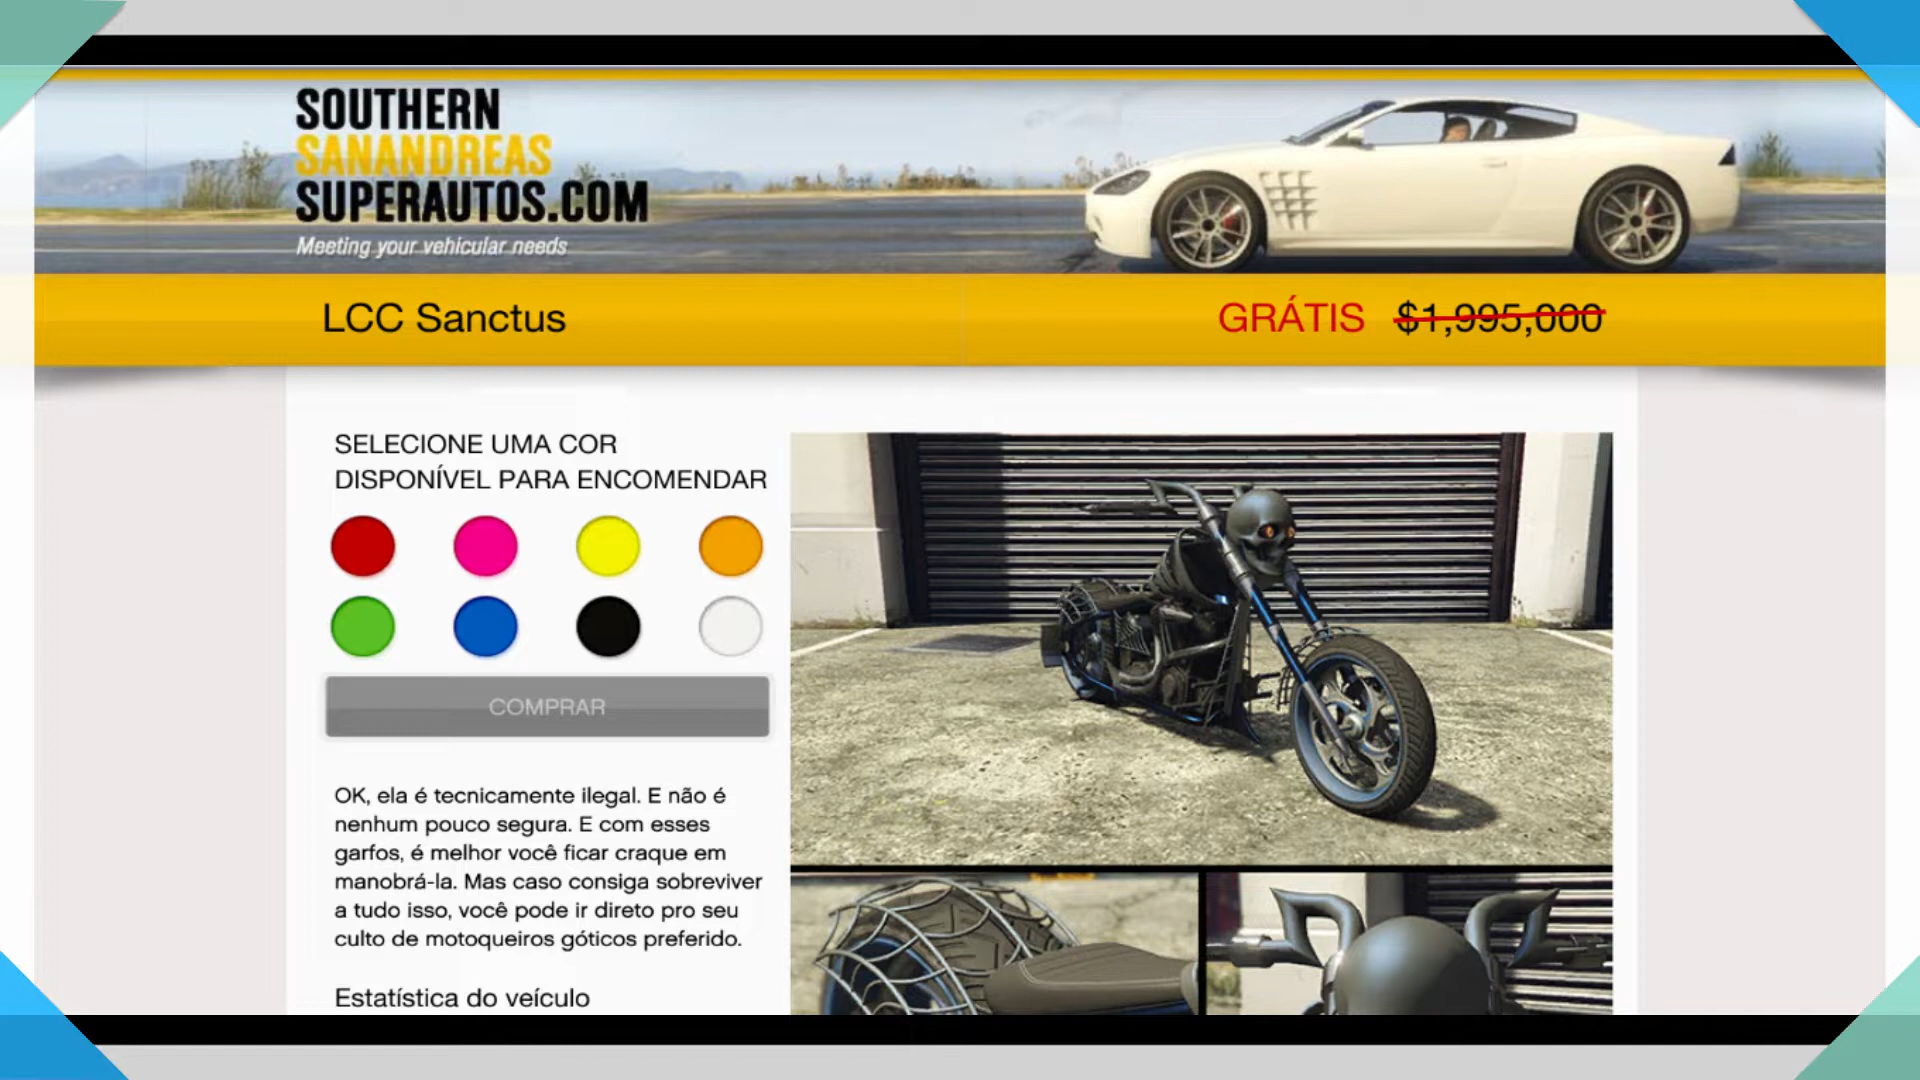 SOUTHERN
SANANDREAS
SUPERAUTOS.COM
Meeting your vehicular needs
LCC Sanctus
GRÁTIS $1,995,000
SELECIONE UMA COR
DISPONÍVEL PARA ENCOMENDAR
COMPRAR
OK, ela é tecnicamente ilegal. E não é
nenhum pouco segura. E com esses
garfos, é melhor você ficar craque em
manobrá-la. Mas caso consiga sobreviver
a tudo isso, você pode ir direto pro seu
culto de motoqueiros góticos preferido.
Estatística do veículo